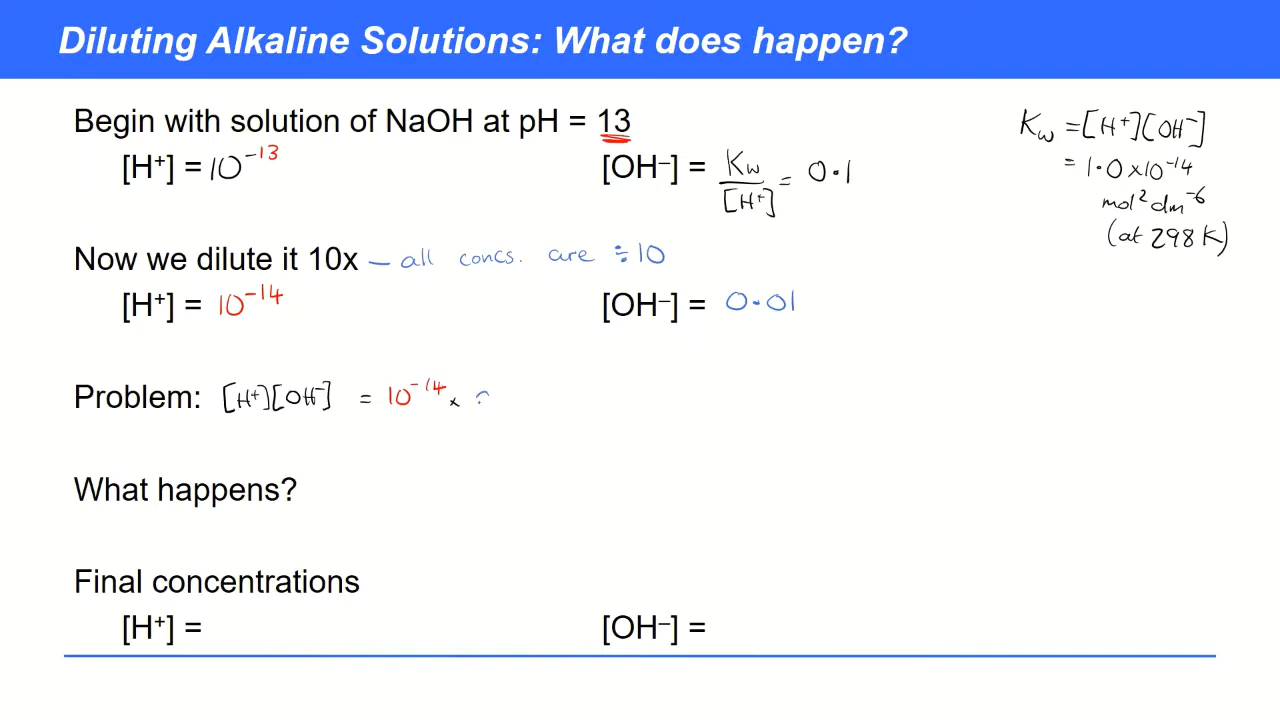 Diluting Alkaline Solutions: What does happen?
Begin with solution of NaOH at pH = 13
[H⁺] = 10⁻¹³ [OH⁻] = Kw/[H⁺] = 0.1
Kw = [H⁺][OH⁻]
= 1.0 x 10⁻¹⁴
mol² dm⁻⁶
(at 298 K)
Now we dilute it 10x – all concs. are ÷10
[H⁺] = 10⁻¹⁴ [OH⁻] = 0.01
Problem: [H⁺][OH⁻] = 10⁻¹⁴ x
What happens?
Final concentrations
[H⁺] = [OH⁻] =